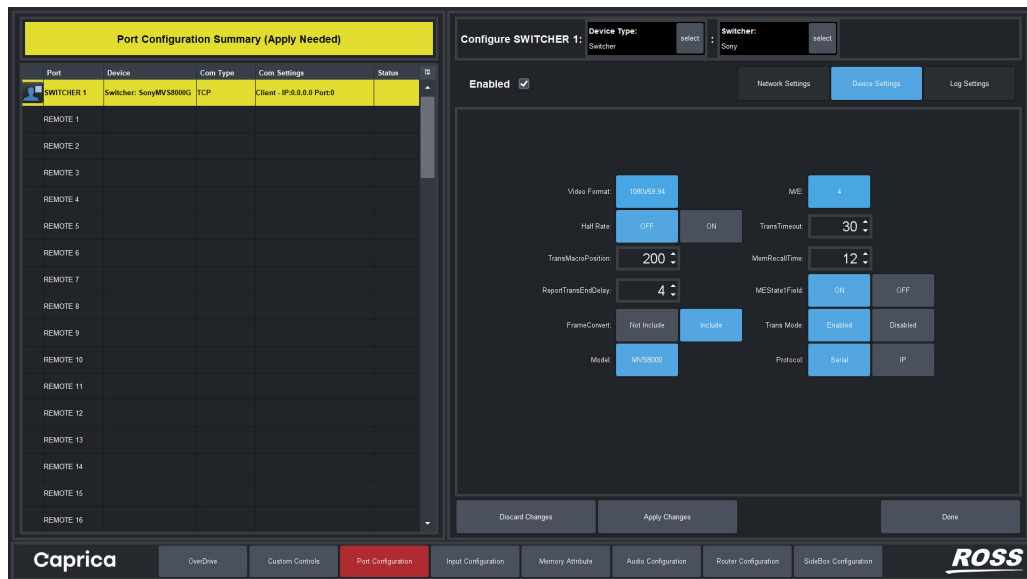 Port Configuration Summary (Apply Needed)
Port Device Com Type Com Settings Status
SWITCHER 1 Switcher: SonyMVS8000G TCP Client - IP:0.0.0.0 Port:0
REMOTE 1
REMOTE 2
REMOTE 3
REMOTE 4
REMOTE 5
REMOTE 6
REMOTE 7
REMOTE 8
REMOTE 9
REMOTE 10
REMOTE 11
REMOTE 12
REMOTE 13
REMOTE 14
REMOTE 15
REMOTE 16
Configure SWITCHER 1:
Device Type:
Switcher
select
:
Switcher:
Sony
select
Enabled
Network Settings Device Settings Log Settings
Video Format: 1080i/59.94 M/E: 4
Half Rate: OFF ON TransTimeout: 30
TransMacroPosition: 200 MemRecallTime: 12
ReportTransEndDelay: 4 MEState1Field: ON OFF
FrameConvert: Not Include Include Trans Mode: Enabled Disabled
Model: MVS8000 Protocol: Serial IP
Discard Changes Apply Changes Done
Caprica OverDrive Custom Controls Port Configuration Input Configuration Memory Attribute Audio Configuration Router Configuration SideBox Configuration ROSS